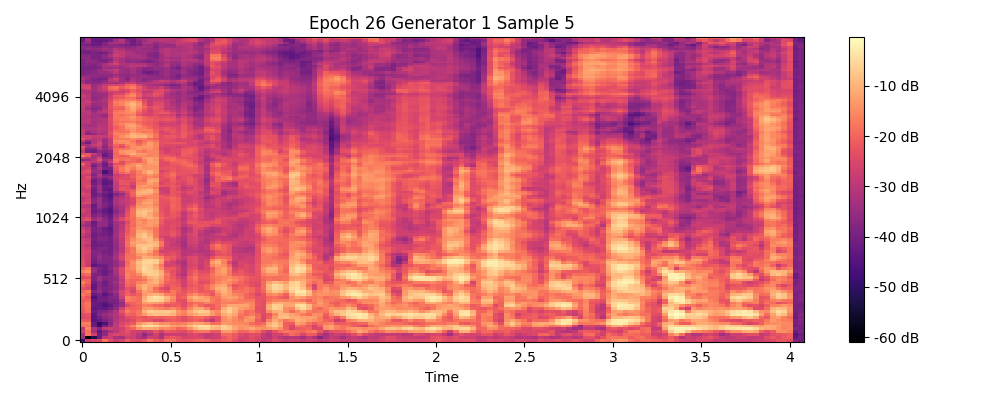 Epoch 26 Generator 1 Sample 5
Hz
4096
2048
1024
512
0
0 0.5 1 1.5 2 2.5 3 3.5 4
Time
-10 dB
-20 dB
-30 dB
-40 dB
-50 dB
-60 dB